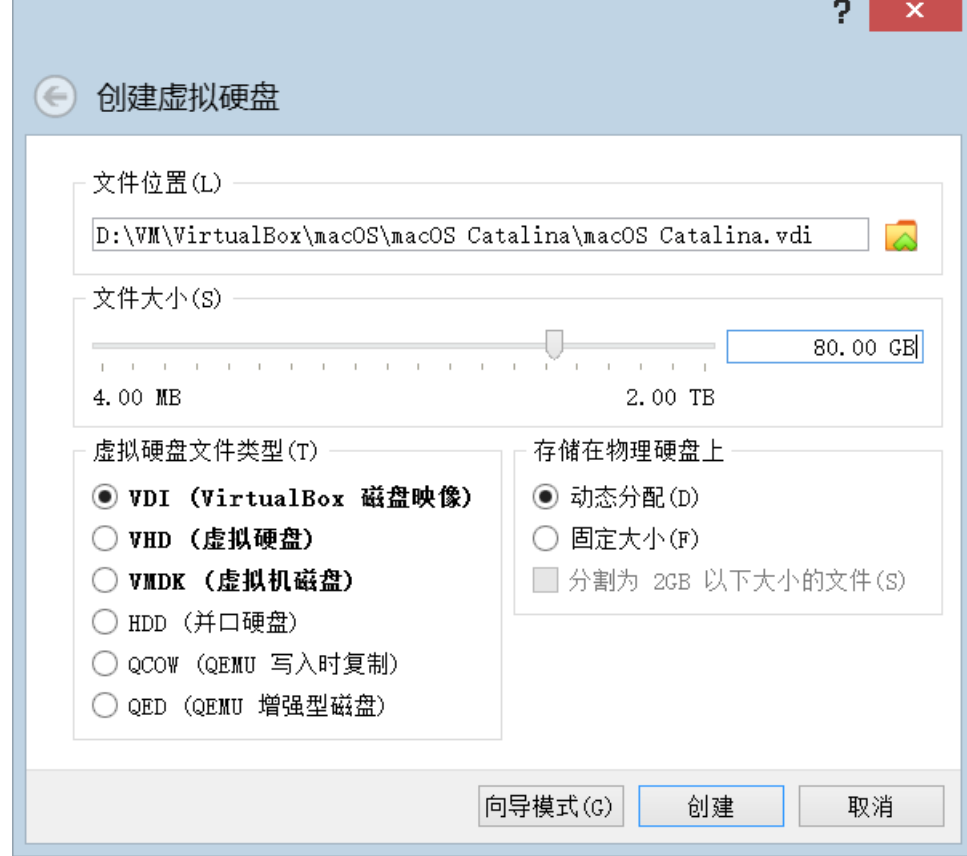 ?
创建虚拟硬盘
文件位置(L)
D:\VM\VirtualBox\macOS\macOS Catalina\macOS Catalina.vdi
文件大小(S)
80.00 GB
4.00 MB
2.00 TB
虚拟硬盘文件类型(T)
VDI (VirtualBox 磁盘映像)
VHD (虚拟硬盘)
VMDK (虚拟机磁盘)
HDD (并口硬盘)
QCOW (QEMU 写入时复制)
QED (QEMU 增强型磁盘)
存储在物理硬盘上
动态分配(D)
固定大小(F)
分割为 2GB 以下大小的文件(S)
向导模式(G)
创建
取消